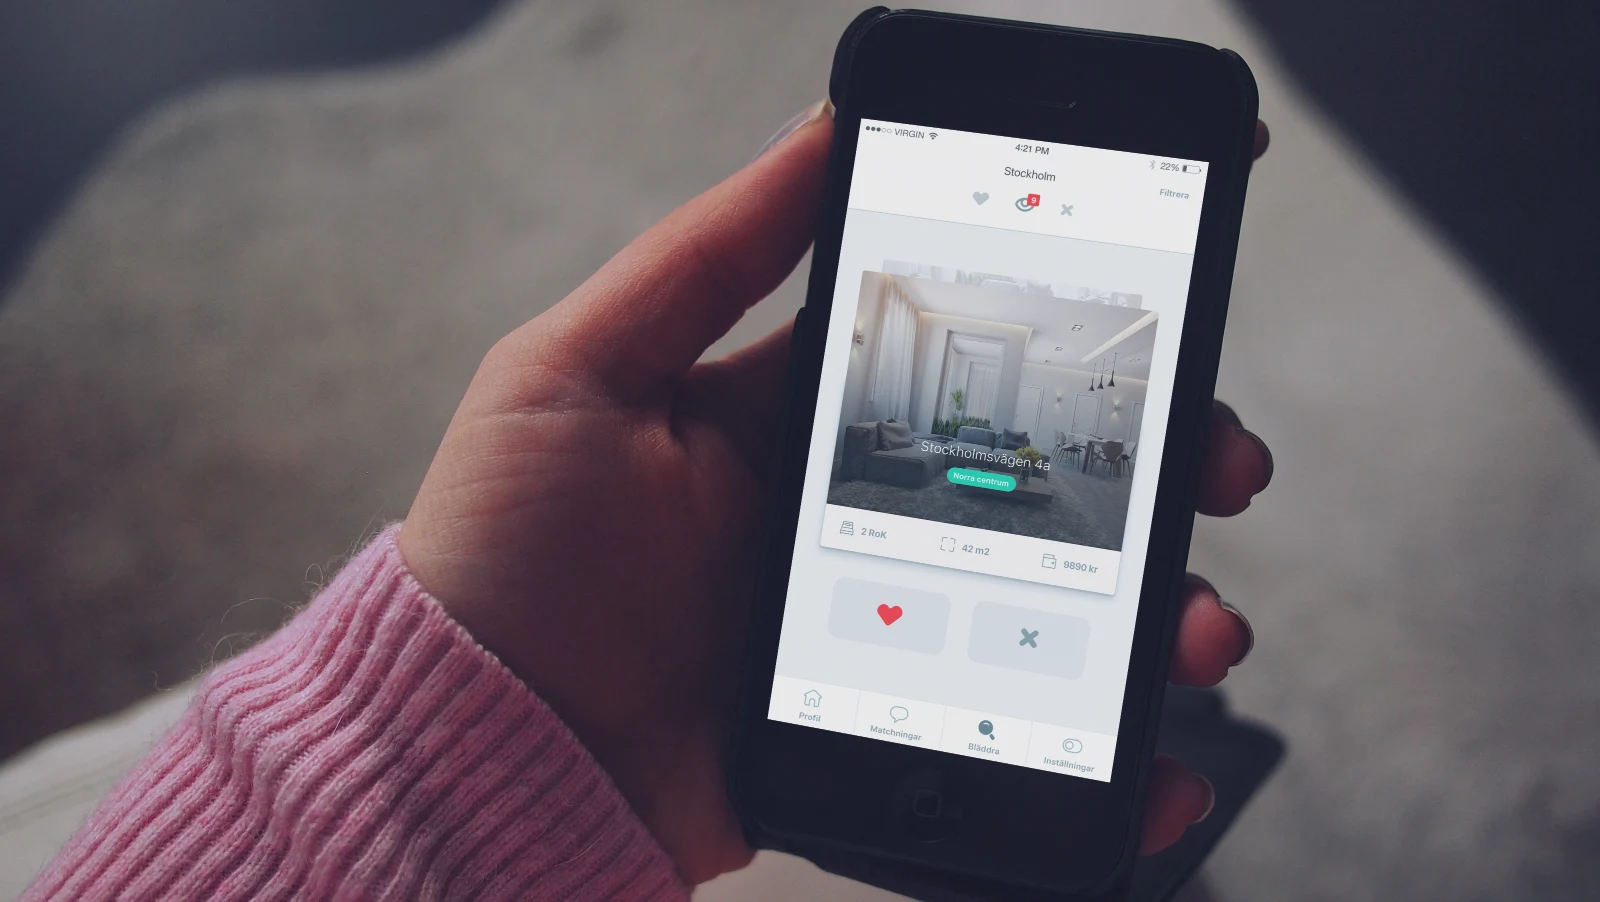 VIRGIN
4:21 PM
22%
Stockholm
Filtrera
9
Stockholmsvägen 4a
Norra centrum
2 RoK
42 m2
9890 kr
Profil
Matchningar
Bläddra
Inställningar